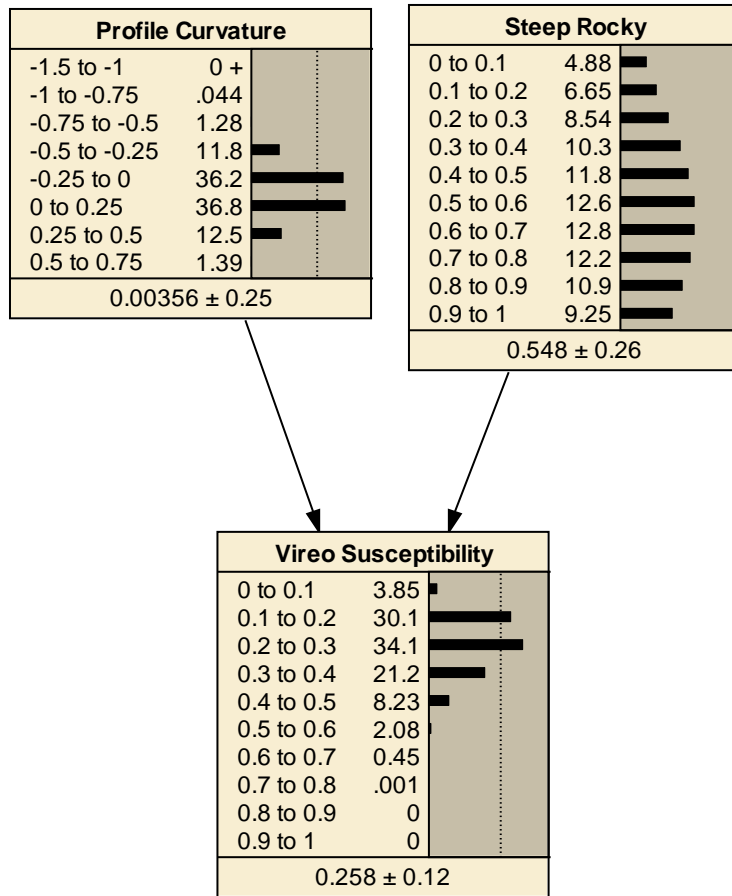 Profile Curvature
-1.5 to -1 0 +
-1 to -0.75 .044
-0.75 to -0.5 1.28
-0.5 to -0.25 11.8
-0.25 to 0 36.2
0 to 0.25 36.8
0.25 to 0.5 12.5
0.5 to 0.75 1.39
0.00356 ± 0.25
Steep Rocky
0 to 0.1 4.88
0.1 to 0.2 6.65
0.2 to 0.3 8.54
0.3 to 0.4 10.3
0.4 to 0.5 11.8
0.5 to 0.6 12.6
0.6 to 0.7 12.8
0.7 to 0.8 12.2
0.8 to 0.9 10.9
0.9 to 1 9.25
0.548 ± 0.26
Vireo Susceptibility
0 to 0.1 3.85
0.1 to 0.2 30.1
0.2 to 0.3 34.1
0.3 to 0.4 21.2
0.4 to 0.5 8.23
0.5 to 0.6 2.08
0.6 to 0.7 0.45
0.7 to 0.8 .001
0.8 to 0.9 0
0.9 to 1 0
0.258 ± 0.12